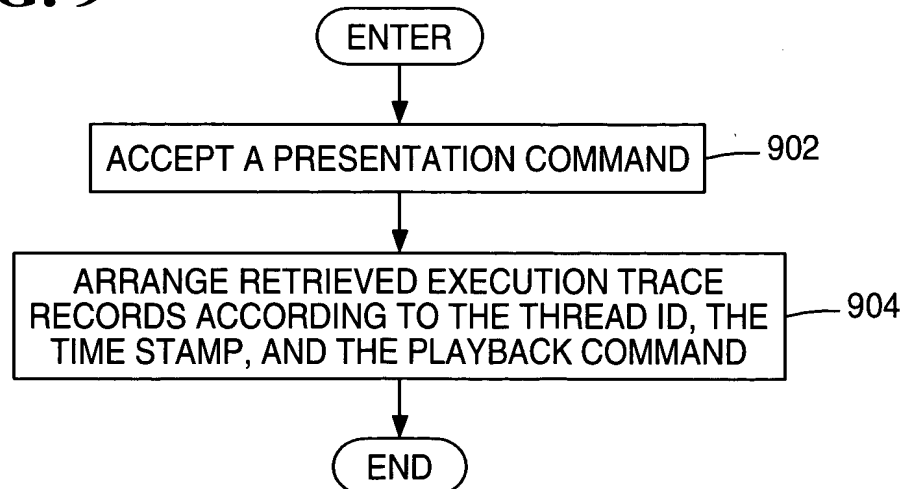 ENTER
ACCEPT A PRESENTATION COMMAND
902
ARRANGE RETRIEVED EXECUTION TRACE
RECORDS ACCORDING TO THE THREAD ID, THE
TIME STAMP, AND THE PLAYBACK COMMAND
904
END